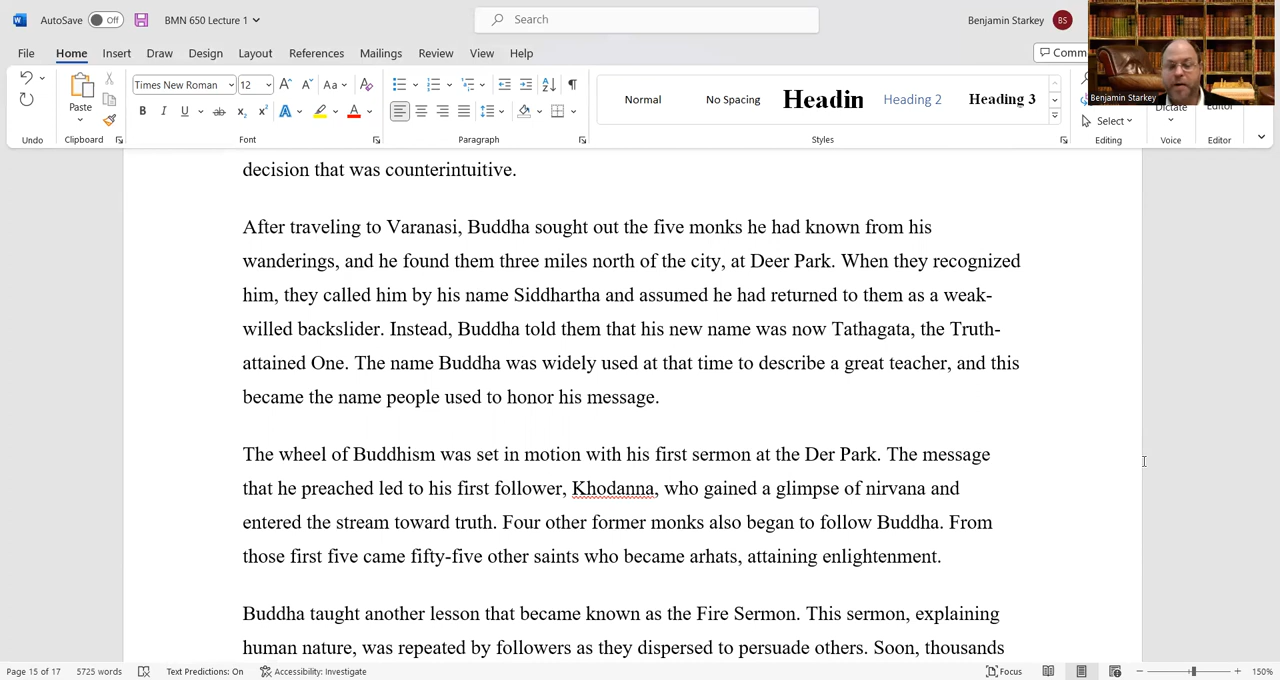 AutoSave Off BMN 650 Lecture 1 Search Benjamin Starkey BS
File Home Insert Draw Design Layout References Mailings Review View Help
Times New Roman 12 Aa
Paste
Normal No Spacing Headin Heading 2 Heading 3
Benjamin Starkey
Dictate Editor
Select
Undo Clipboard Font Paragraph Styles Editing Voice Editor
decision that was counterintuitive.
After traveling to Varanasi, Buddha sought out the five monks he had known from his
wanderings, and he found them three miles north of the city, at Deer Park. When they recognized
him, they called him by his name Siddhartha and assumed he had returned to them as a weak-
willed backslider. Instead, Buddha told them that his new name was now Tathagata, the Truth-
attained One. The name Buddha was widely used at that time to describe a great teacher, and this
became the name people used to honor his message.
The wheel of Buddhism was set in motion with his first sermon at the Der Park. The message
that he preached led to his first follower, Khodanna, who gained a glimpse of nirvana and
entered the stream toward truth. Four other former monks also began to follow Buddha. From
those first five came fifty-five other saints who became arhats, attaining enlightenment.
Buddha taught another lesson that became known as the Fire Sermon. This sermon, explaining
human nature, was repeated by followers as they dispersed to persuade others. Soon, thousands
Page 15 of 17 5725 words Text Predictions: On Accessibility: Investigate Focus 150%